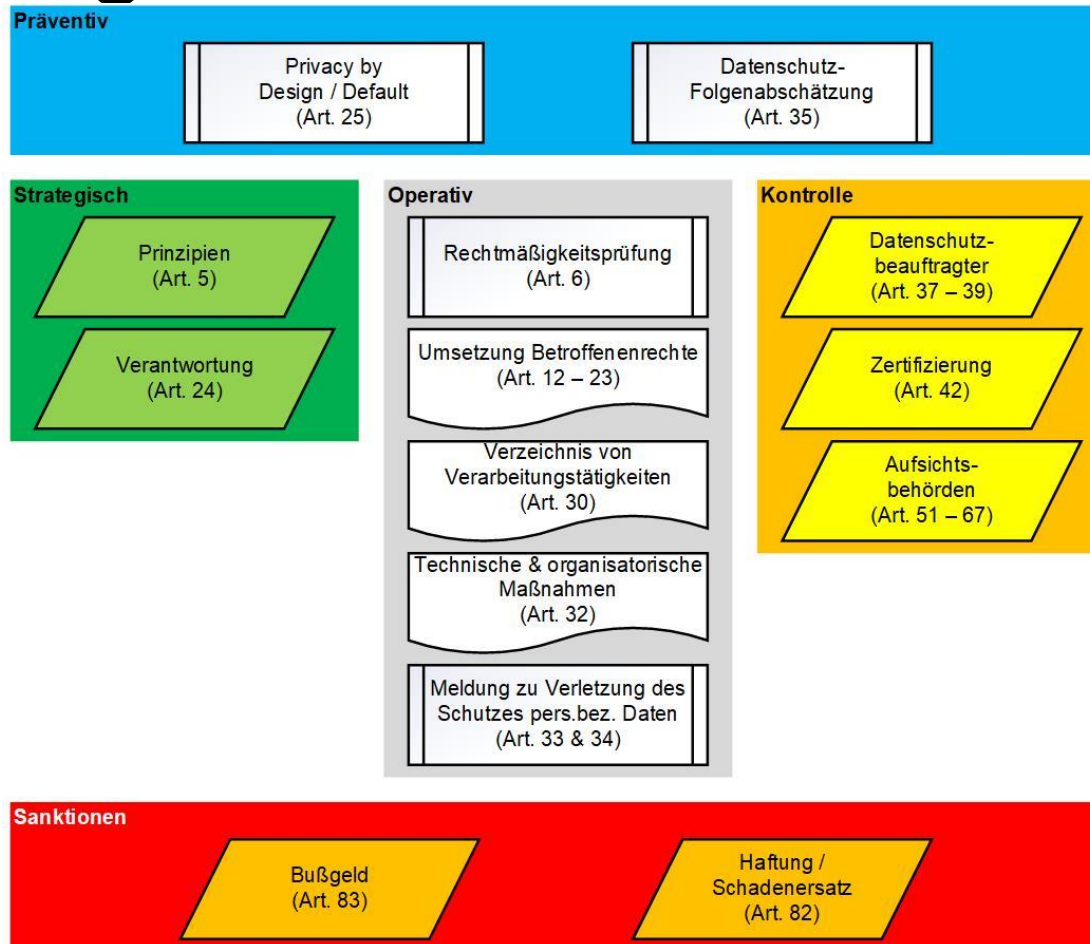 Präventiv
Privacy by
Design / Default
(Art. 25)
Datenschutz-
Folgenabschätzung
(Art. 35)
Strategisch
Prinzipien
(Art. 5)
Verantwortung
(Art. 24)
Operativ
Rechtmäßigkeitsprüfung
(Art. 6)
Umsetzung Betroffenenrechte
(Art. 12 – 23)
Verzeichnis von
Verarbeitungstätigkeiten
(Art. 30)
Technische & organisatorische
Maßnahmen
(Art. 32)
Meldung zu Verletzung des
Schutzes pers.bez. Daten
(Art. 33 & 34)
Kontrolle
Datenschutz-
beauftragter
(Art. 37 – 39)
Zertifizierung
(Art. 42)
Aufsichts-
behörden
(Art. 51 – 67)
Sanktionen
Bußgeld
(Art. 83)
Haftung /
Schadenersatz
(Art. 82)